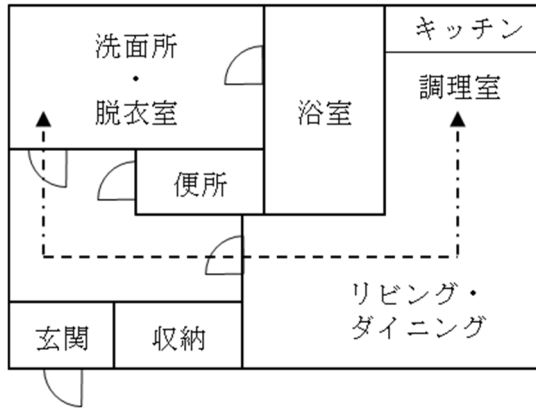 洗面所
・
脱衣室
浴室
キッチン
調理室
便所
リビング・
ダイニング
玄関
収納